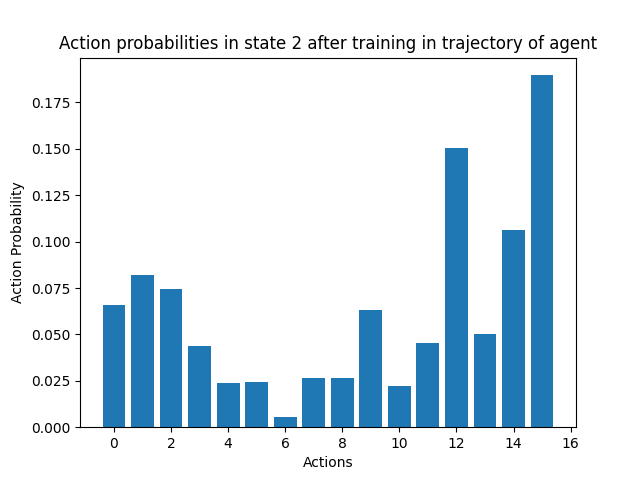 Action probabilities in state 2 after training in trajectory of agent
0.175
0.150
0.125
0.100
0.075
0.050
0.025
0.000
Action Probability
0 2 4 6 8 10 12 14 16
Actions